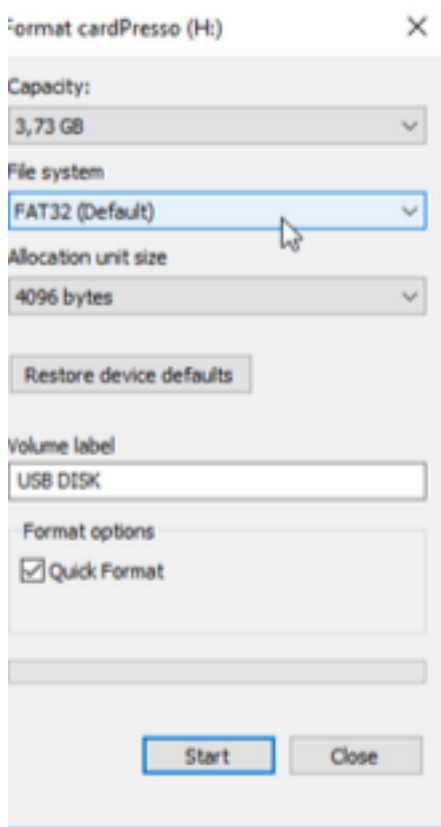 Format cardPresso (H:)
Capacity:
3,73 GB
File system
FAT32 (Default)
Allocation unit size
4096 bytes
Restore device defaults
Volume label
USB DISK
Format options
Quick Format
Start
Close